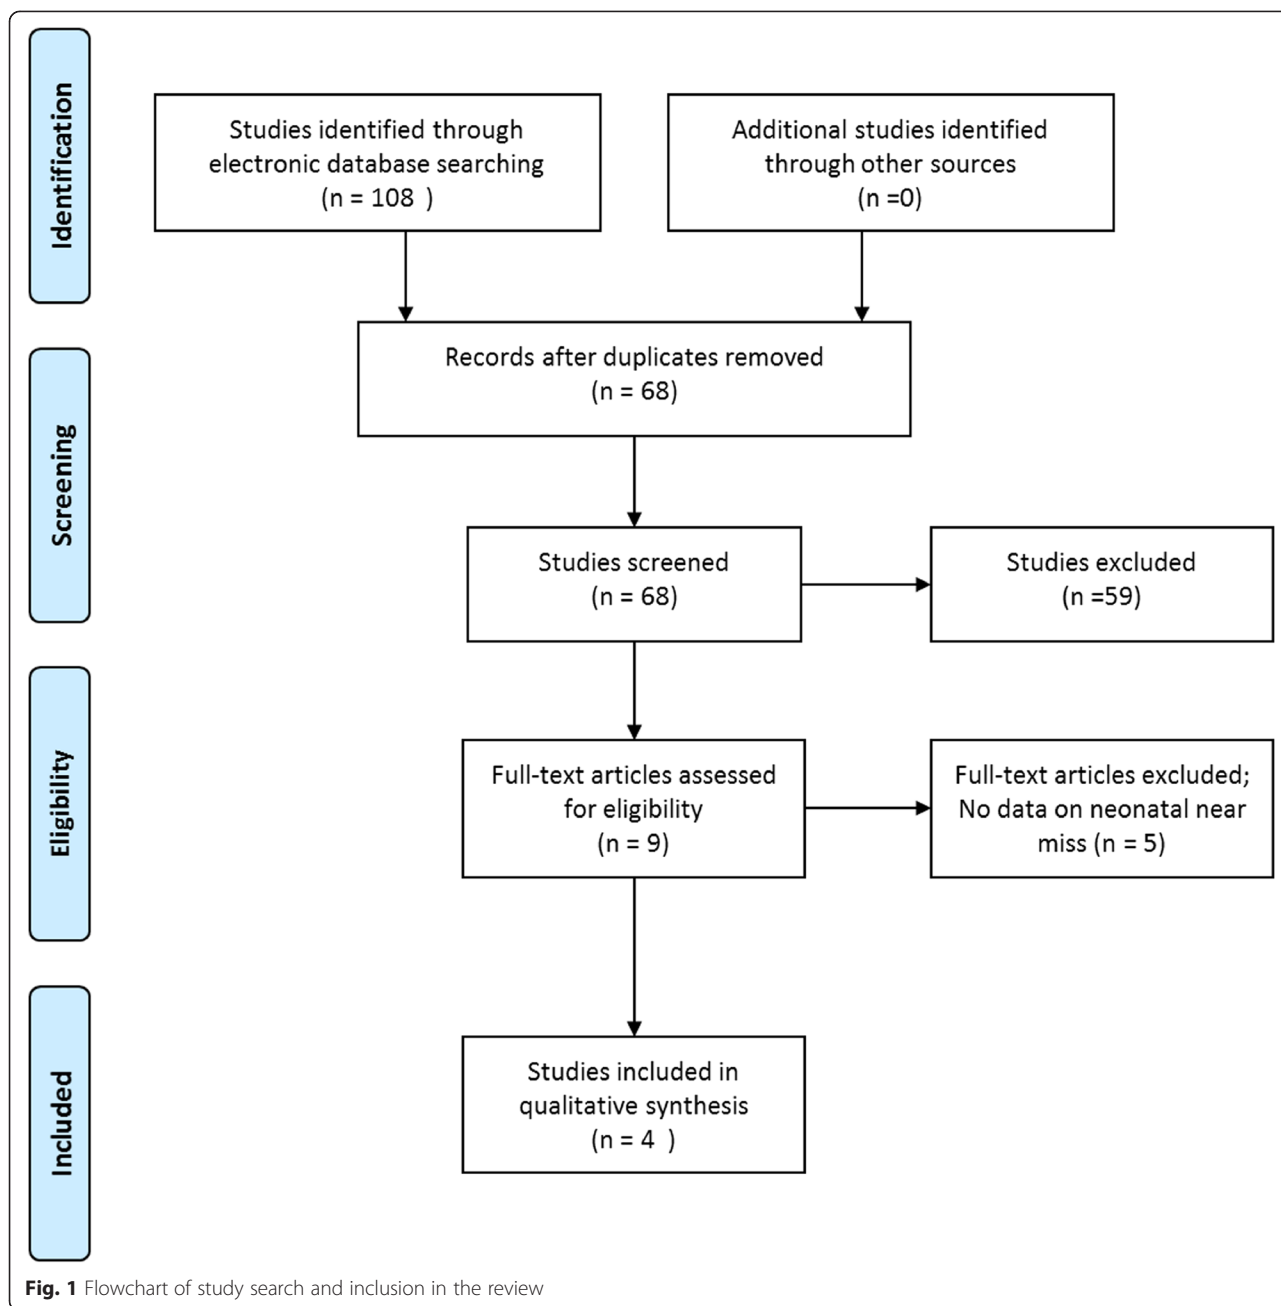 Identification
Studies identified through
electronic database searching
(n = 108  )
Additional studies identified
through other sources
(n =0)
Records after duplicates removed
(n = 68)
Screening
Studies screened
(n = 68)
Studies excluded
(n =59)
Eligibility
Full-text articles assessed
for eligibility
(n = 9)
Full-text articles excluded;
No data on neonatal near
miss (n = 5)
Included
Studies included in
qualitative synthesis
(n = 4  )
Fig. 1 Flowchart of study search and inclusion in the review